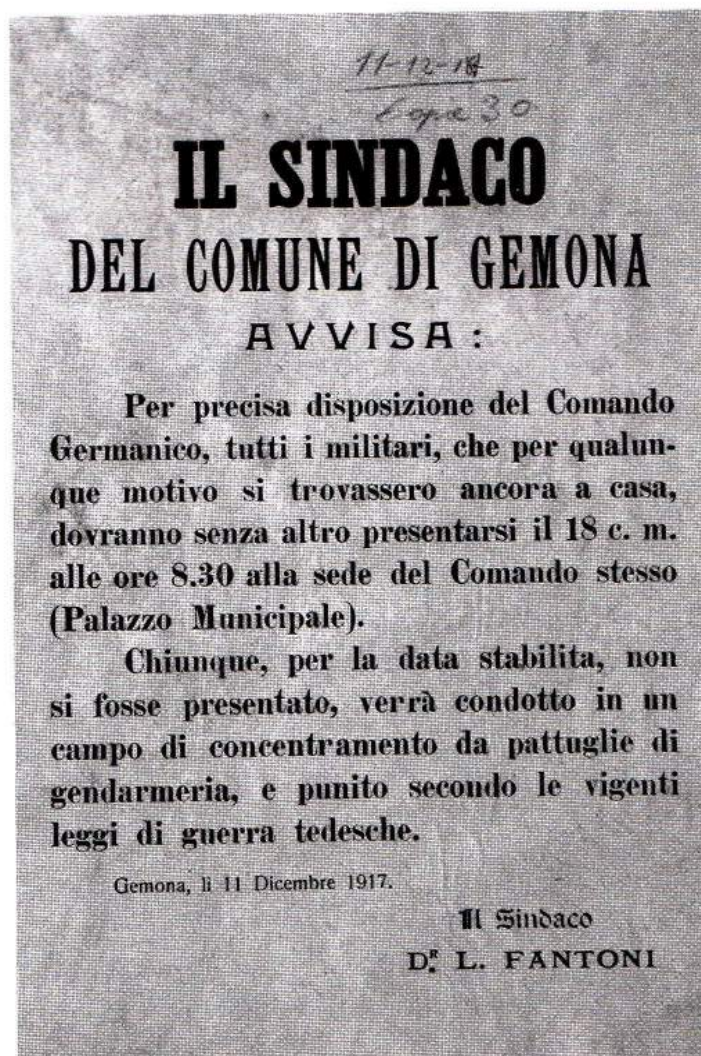 11-12-17
Copie 30
IL SINDACO
DEL COMUNE DI GEMONA
AVVISA:
Per precisa disposizione del Comando
Germanico, tutti i militari, che per qualun-
que motivo si trovassero ancora a casa,
dovranno senza altro presentarsi il 18 c. m.
alle ore 8.30 alla sede del Comando stesso
(Palazzo Municipale).
Chiunque, per la data stabilita, non
si fosse presentato, verrà condotto in un
campo di concentramento da pattuglie di
gendarmeria, e punito secondo le vigenti
leggi di guerra tedesche.
Gemona, li 11 Dicembre 1917.
Il Sindaco
D.r L. FANTONI